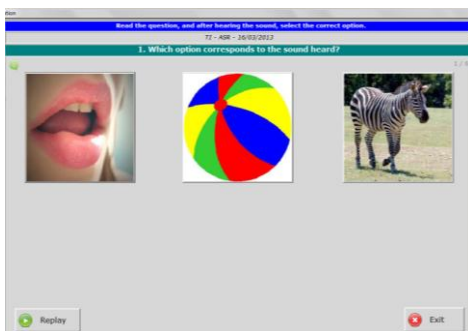 Read the question, and after hearing the sound, select the correct option.
TI - ASR - 16/03/2013
1. Which option corresponds to the sound heard?
Replay
Exit